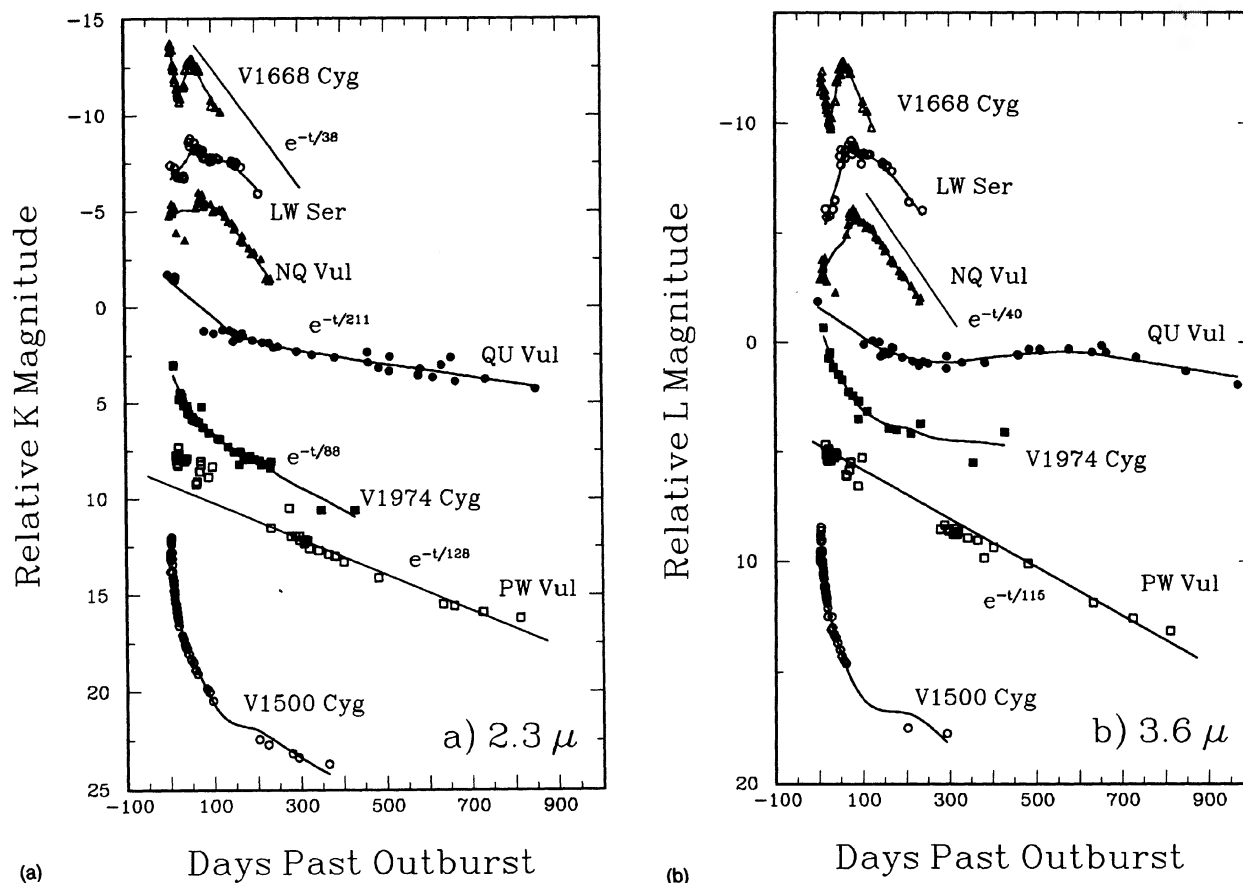 -15
-10
-5
0
5
10
15
20
25
-100
100
300
500
700
900
Relative K Magnitude
Days Past Outburst
V1668 Cyg
e^{-t/38}
LW Ser
NQ Vul
e^{-t/211}
QU Vul
e^{-t/88}
V1974 Cyg
e^{-t/128}
PW Vul
V1500 Cyg
a) 2.3 μ
(a)
-10
0
10
20
-100
100
300
500
700
900
Relative L Magnitude
Days Past Outburst
V1668 Cyg
LW Ser
NQ Vul
e^{-t/40}
QU Vul
V1974 Cyg
e^{-t/115}
PW Vul
V1500 Cyg
b) 3.6 μ
(b)